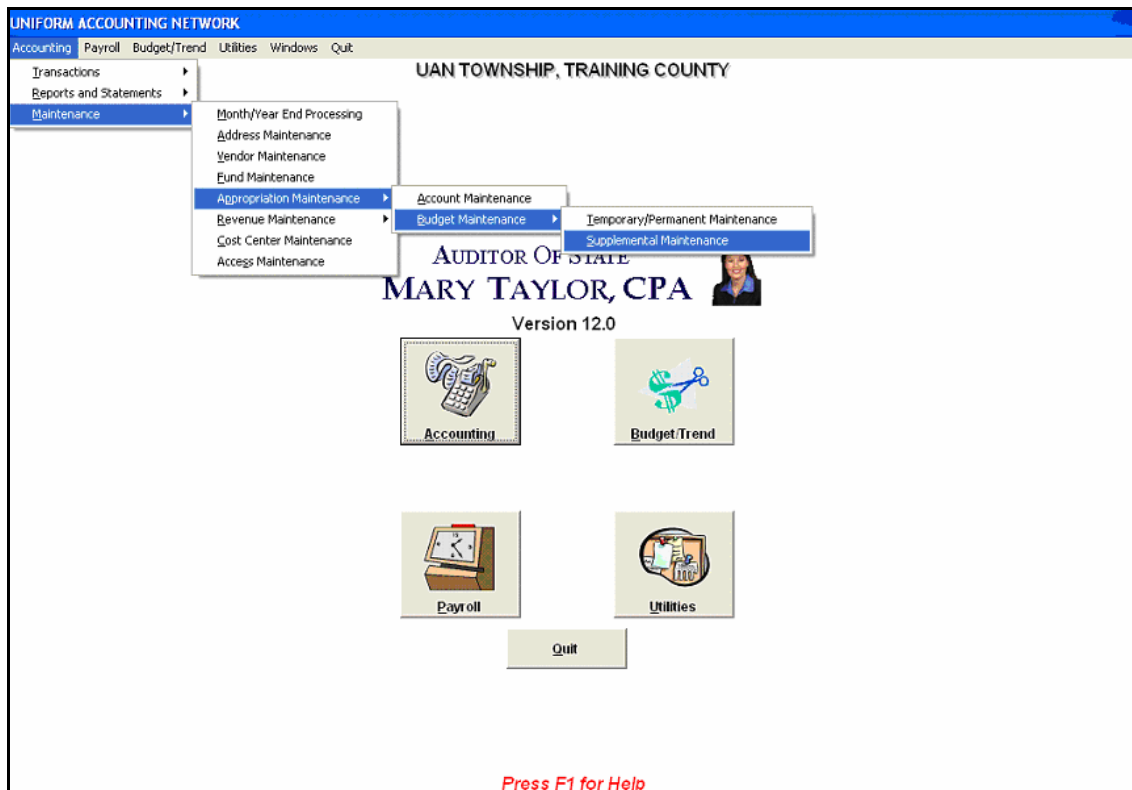 UNIFORM ACCOUNTING NETWORK
Accounting Payroll Budget/Trend Utilities Windows Quit
UAN TOWNSHIP, TRAINING COUNTY
Transactions
Reports and Statements
Maintenance
Month/Year End Processing
Address Maintenance
Vendor Maintenance
Fund Maintenance
Appropriation Maintenance
Revenue Maintenance
Cost Center Maintenance
Access Maintenance
Account Maintenance
Budget Maintenance
Temporary/Permanent Maintenance
Supplemental Maintenance
AUDITOR OF STATE
MARY TAYLOR, CPA
Version 12.0
Accounting
Budget/Trend
Payroll
Utilities
Quit
Press F1 for Help